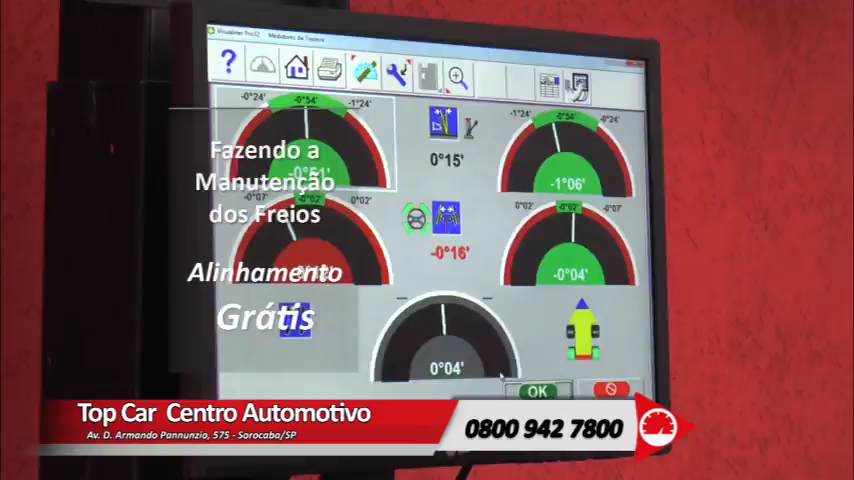 Visualiner Pro32 Medidores da Traseira
-0°24' -0°54' -1°24'
-0°51'
0°15'
-1°24' -0°54' -0°24'
-1°06'
-0°07' -0°02' 0°02'
-0°16'
0°02' -0°02' -0°07'
-0°04'
0°04'
OK
Fazendo a
Manutenção
dos Freios
Alinhamento
Grátis
Top Car Centro Automotivo
Av. D. Armando Pannunzio, 575 - Sorocaba/SP
0800 942 7800